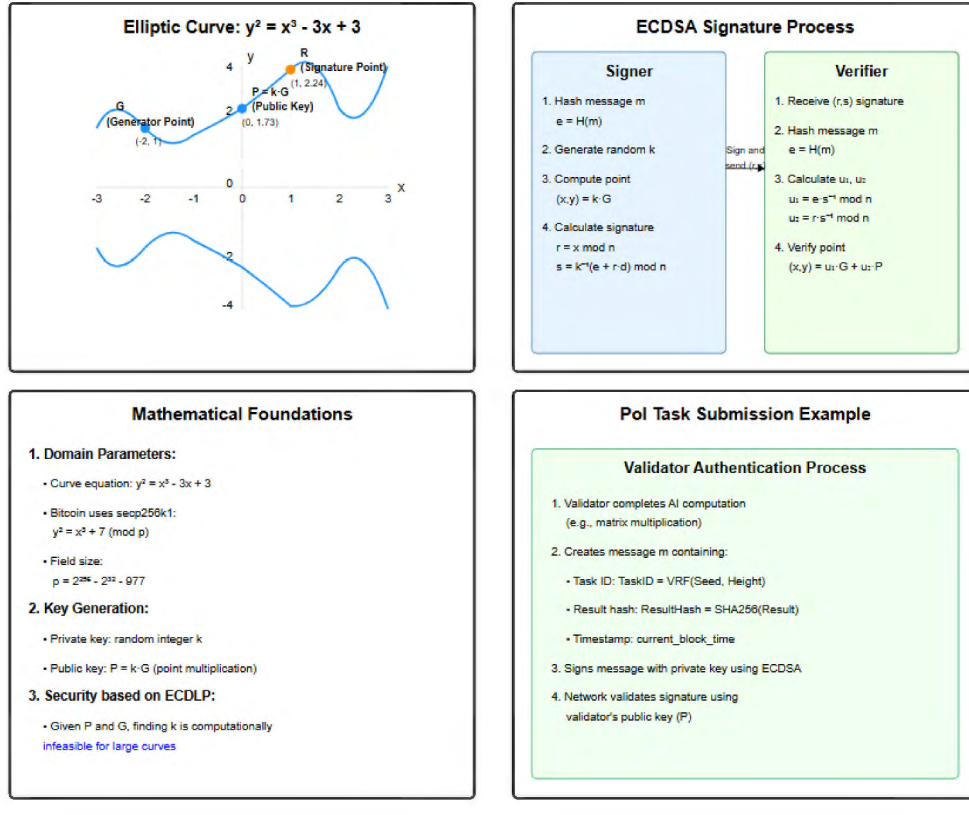 Elliptic Curve: y² = x³ - 3x + 3
y
4
R
(Signature Point)
(1, 2.24)
P = k·G
(Public Key)
(0, 1.73)
2
G
(Generator Point)
(-2, 1)
0
x
-3 -2 -1 0 1 2 3
-2
-4
ECDSA Signature Process
Signer
1. Hash message m
e = H(m)
2. Generate random k
3. Compute point
(x,y) = k·G
4. Calculate signature
r = x mod n
s = k⁻¹(e + r·d) mod n
Sign and
send (r,s)
Verifier
1. Receive (r,s) signature
2. Hash message m
e = H(m)
3. Calculate u₁, u₂
u₁ = e·s⁻¹ mod n
u₂ = r·s⁻¹ mod n
4. Verify point
(x,y) = u₁·G + u₂·P
Mathematical Foundations
1. Domain Parameters:
• Curve equation: y² = x³ - 3x + 3
• Bitcoin uses secp256k1:
y² = x³ + 7 (mod p)
• Field size:
p = 2²⁵⁶ - 2³² - 977
2. Key Generation:
• Private key: random integer k
• Public key: P = k·G (point multiplication)
3. Security based on ECDLP:
• Given P and G, finding k is computationally
infeasible for large curves
PoI Task Submission Example
Validator Authentication Process
1. Validator completes AI computation
(e.g., matrix multiplication)
2. Creates message m containing:
• Task ID: TaskID = VRF(Seed, Height)
• Result hash: ResultHash = SHA256(Result)
• Timestamp: current_block_time
3. Signs message with private key using ECDSA
4. Network validates signature using
validator's public key (P)